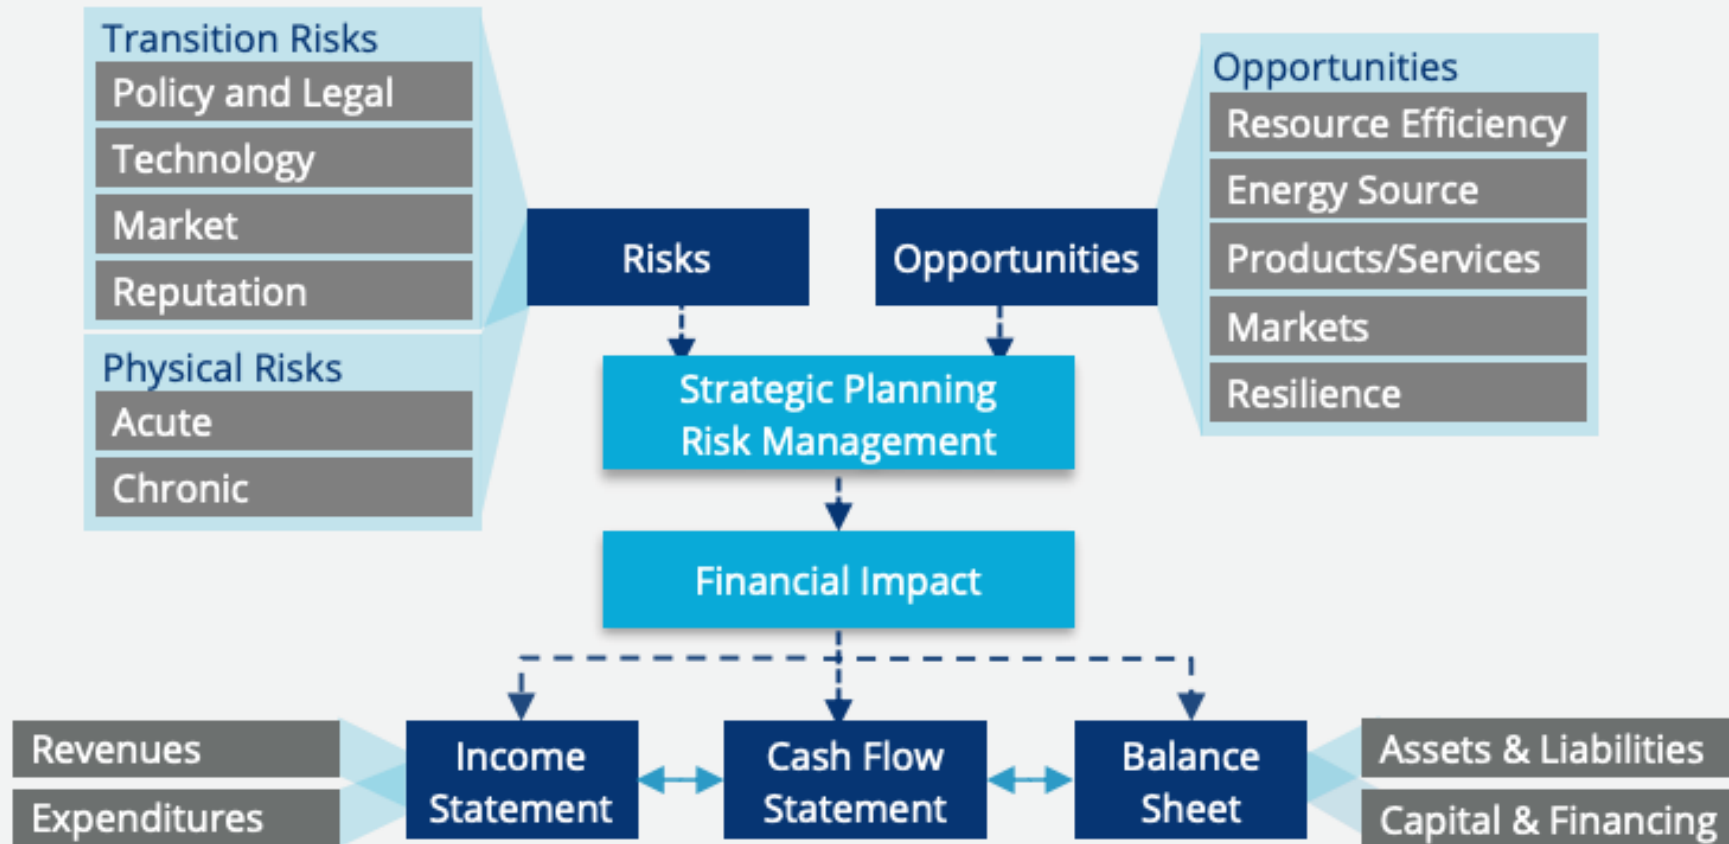 Transition Risks
Policy and Legal
Technology
Market
Reputation
Physical Risks
Acute
Chronic
Risks
Opportunities
Opportunities
Resource Efficiency
Energy Source
Products/Services
Markets
Resilience
Strategic Planning
Risk Management
Financial Impact
Revenues
Expenditures
Income
Statement
Cash Flow
Statement
Balance
Sheet
Assets & Liabilities
Capital & Financing